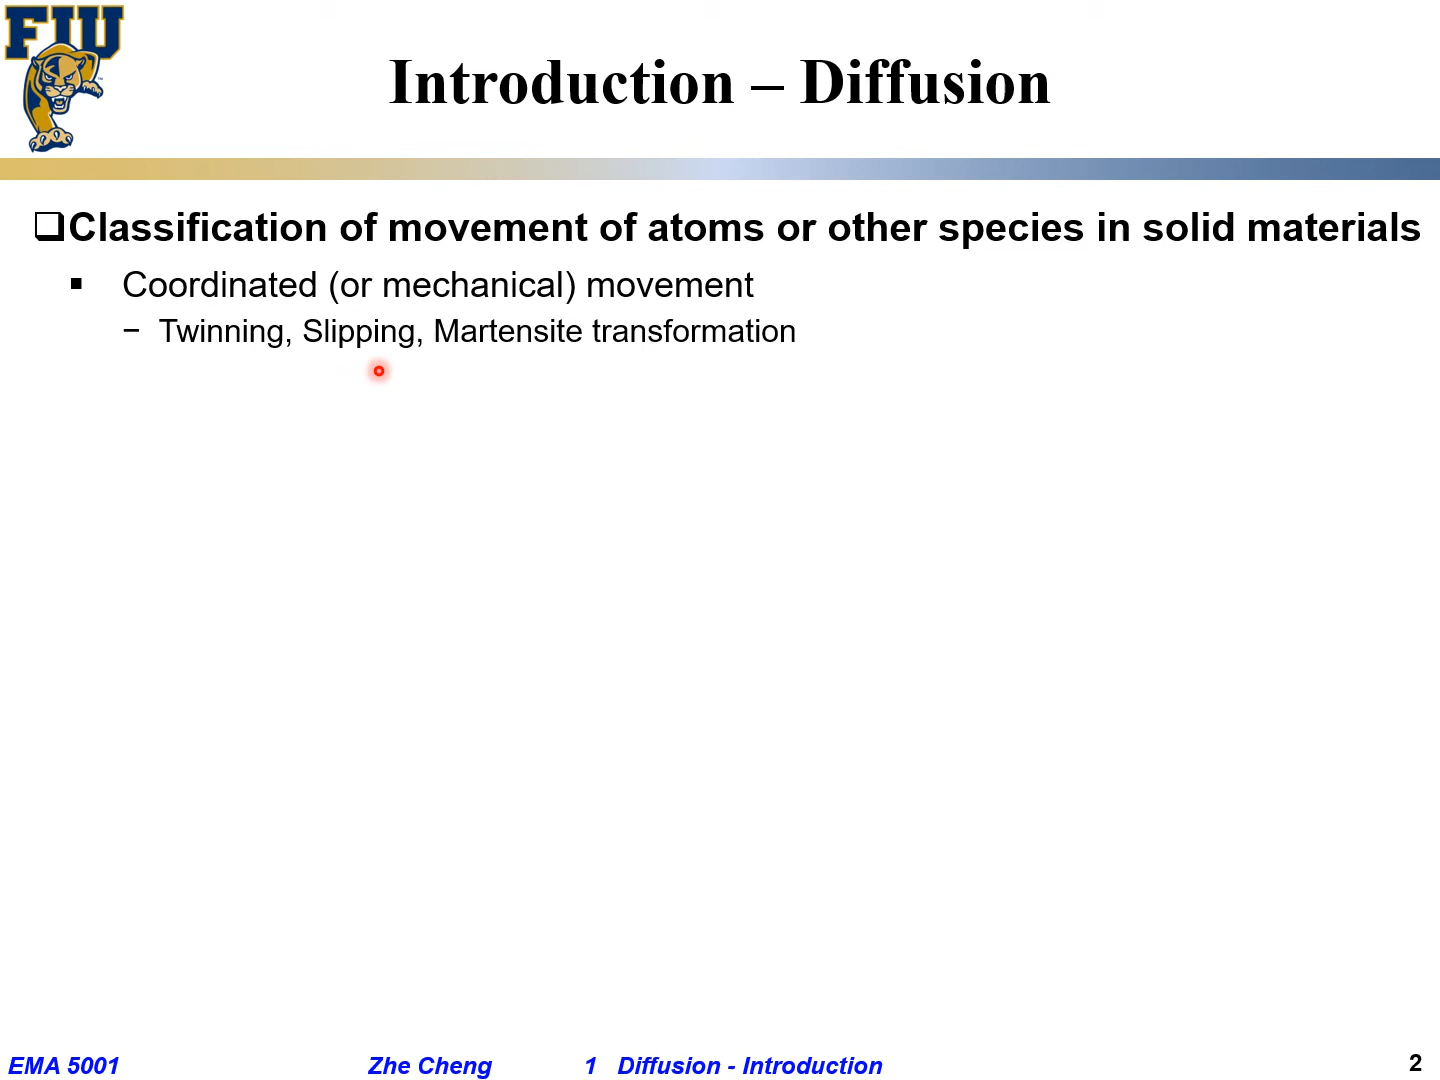 FIU
Introduction – Diffusion
❑Classification of movement of atoms or other species in solid materials
▪ Coordinated (or mechanical) movement
− Twinning, Slipping, Martensite transformation
EMA 5001 Zhe Cheng 1 Diffusion - Introduction 2